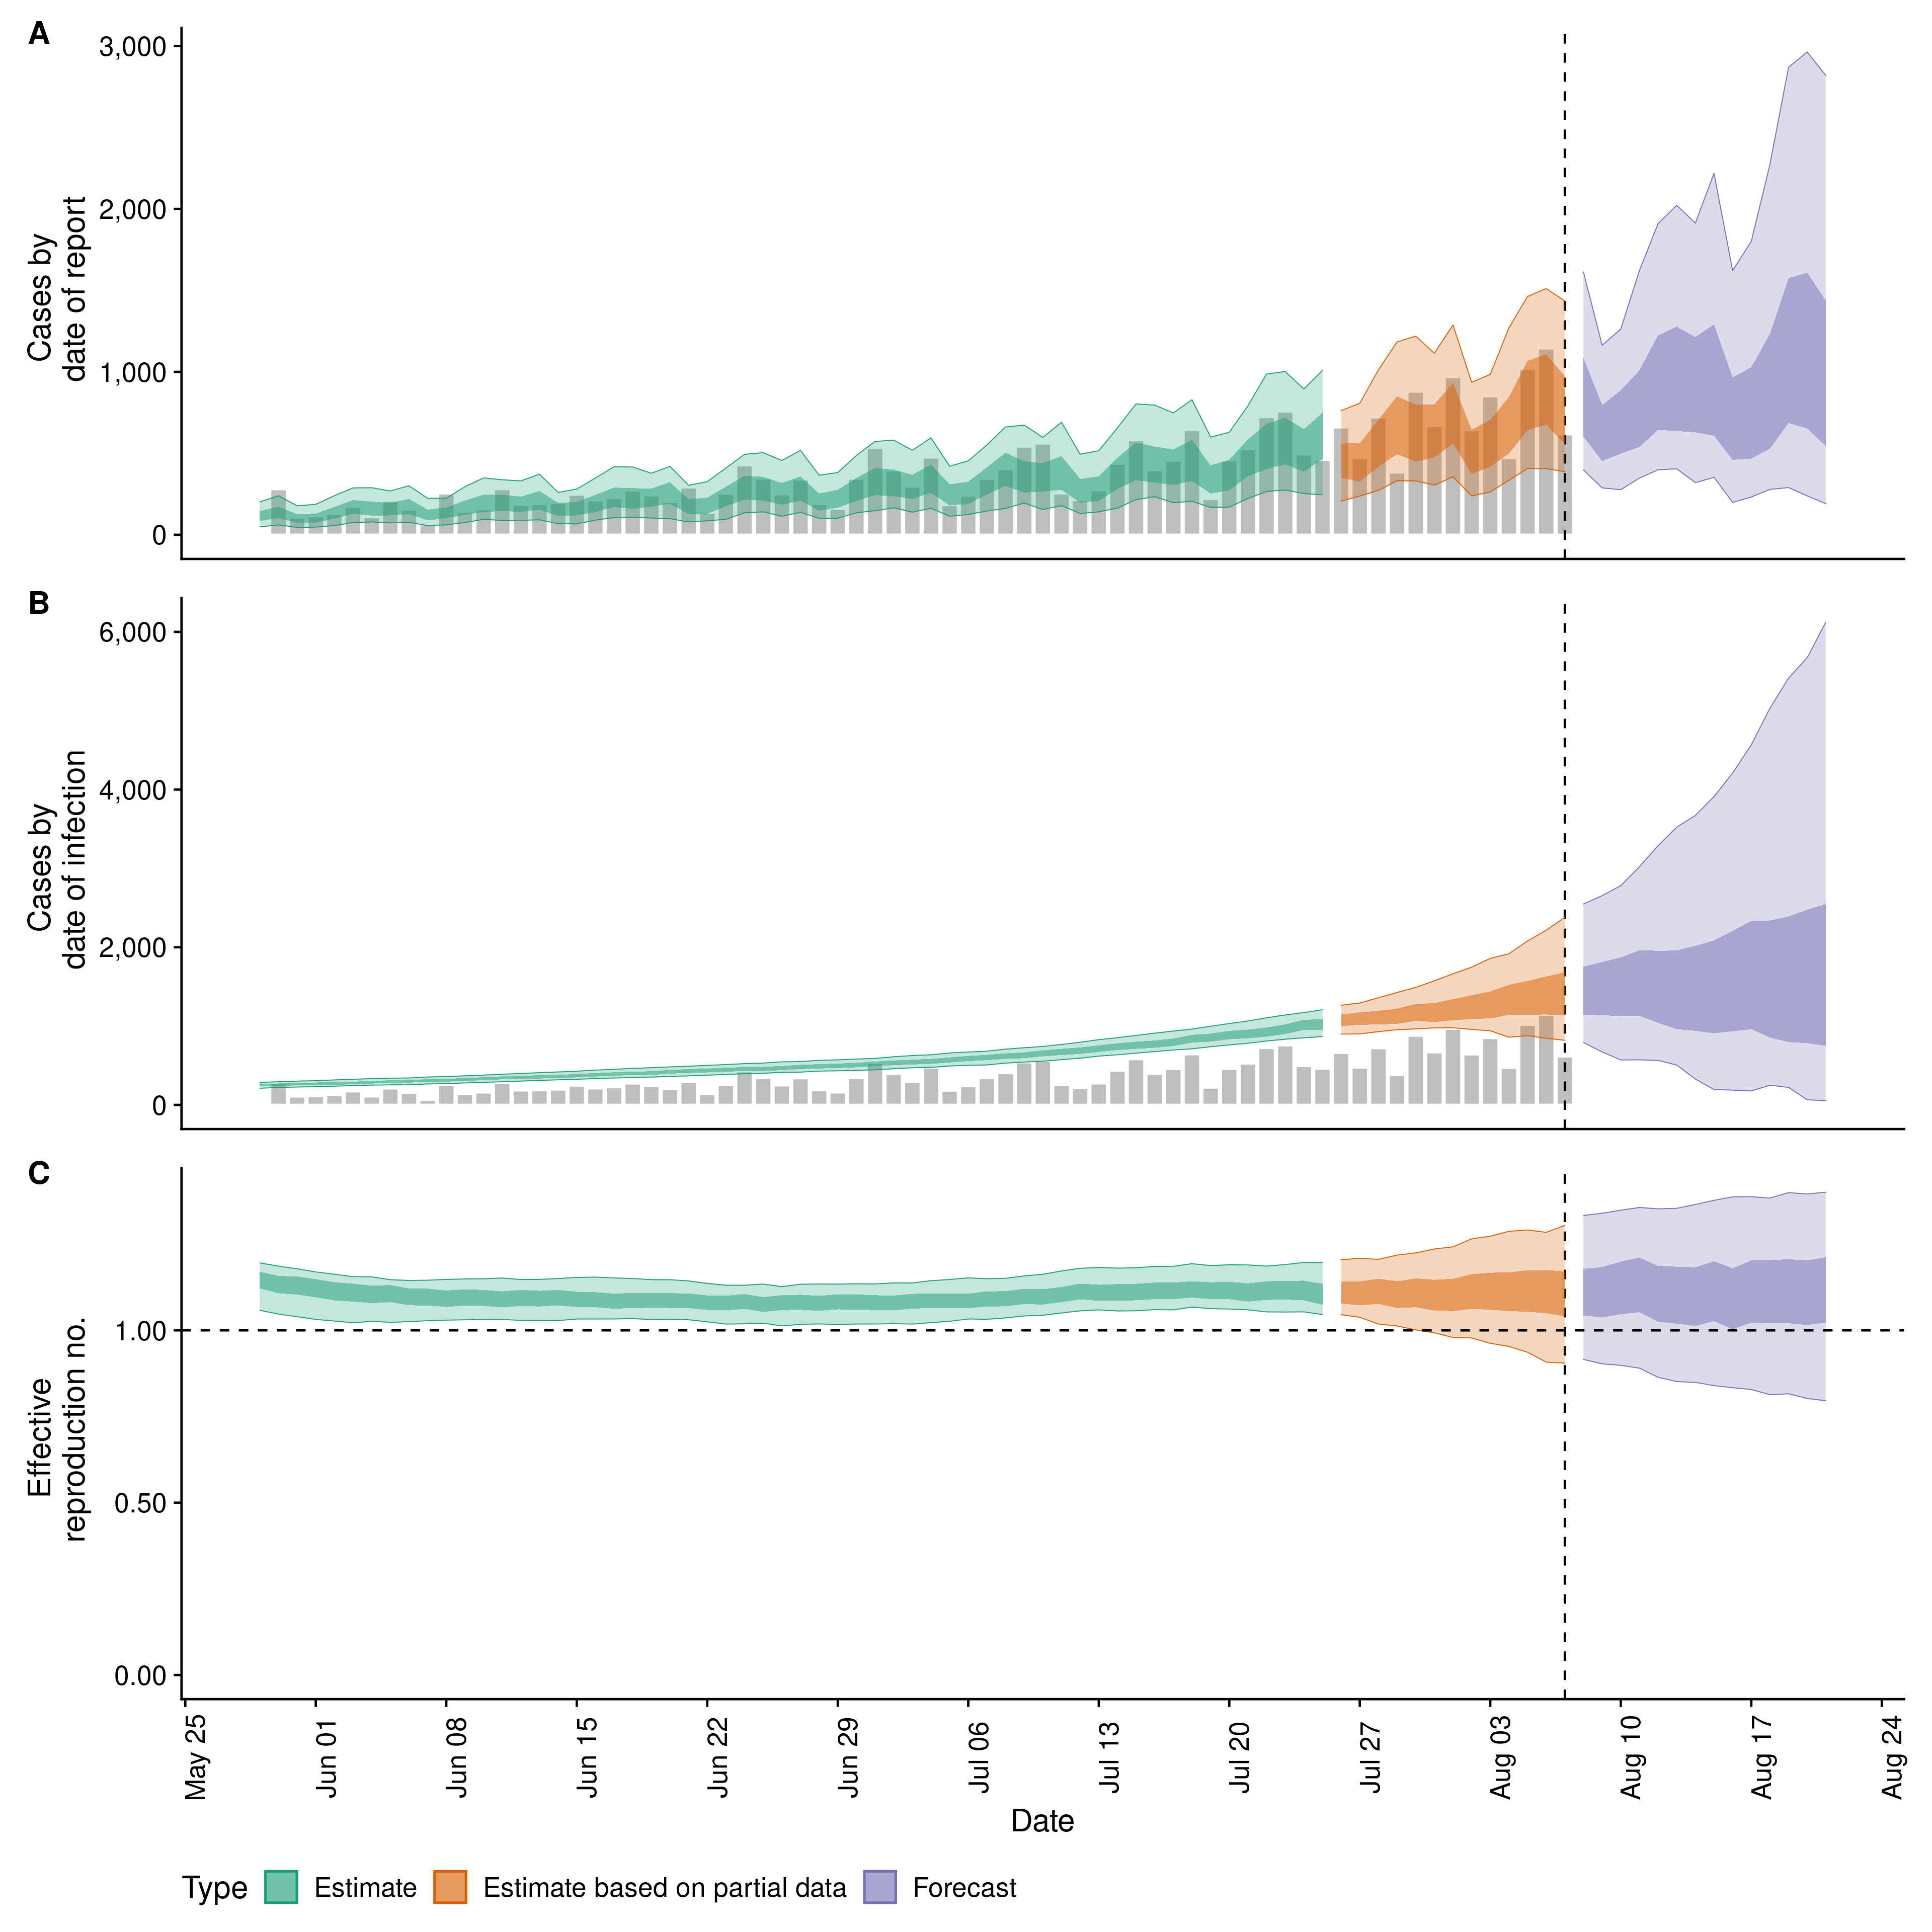 A
3,000
2,000
1,000
0
Cases by
date of report
B
6,000
4,000
2,000
0
Cases by
date of infection
C
1.00
0.50
0.00
Effective
reproduction no.
May 25
Jun 01
Jun 08
Jun 15
Jun 22
Jun 29
Jul 06
Jul 13
Jul 20
Jul 27
Aug 03
Aug 10
Aug 17
Aug 24
Date
Type Estimate Estimate based on partial data Forecast